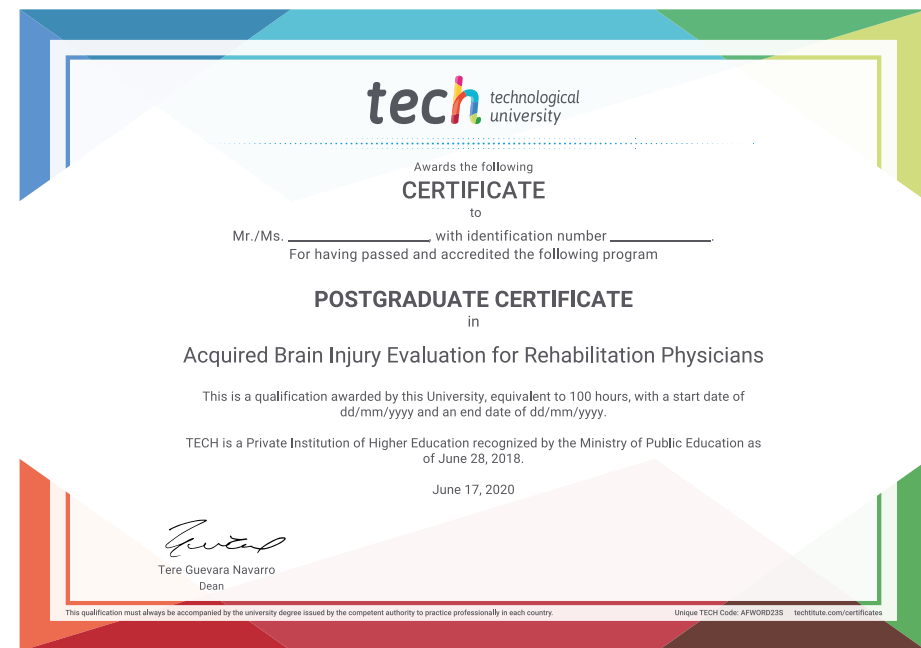 tech technological
university
Awards the following
CERTIFICATE
to
Mr./Ms. ____________, with identification number ____________.
For having passed and accredited the following program
POSTGRADUATE CERTIFICATE
in
Acquired Brain Injury Evaluation for Rehabilitation Physicians
This is a qualification awarded by this University, equivalent to 100 hours, with a start date of
dd/mm/yyyy and an end date of dd/mm/yyyy.
TECH is a Private Institution of Higher Education recognized by the Ministry of Public Education as
of June 28, 2018.
June 17, 2020
Tere Guevara Navarro
Dean
This qualification must always be accompanied by the university degree issued by the competent authority to practice professionally in each country.
Unique TECH Code: AFWORD23S techtitute.com/certificates